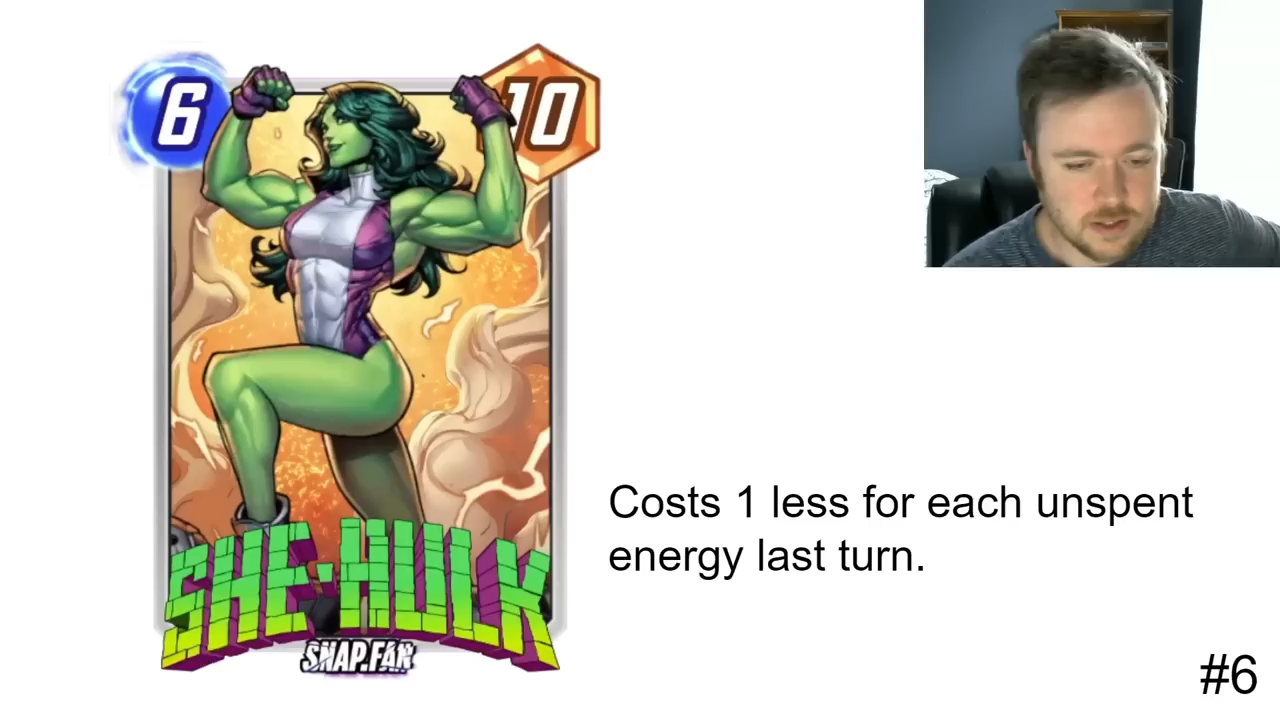 6
10
SHE-HULK
SNAP.FAN
Costs 1 less for each unspent
energy last turn.
#6